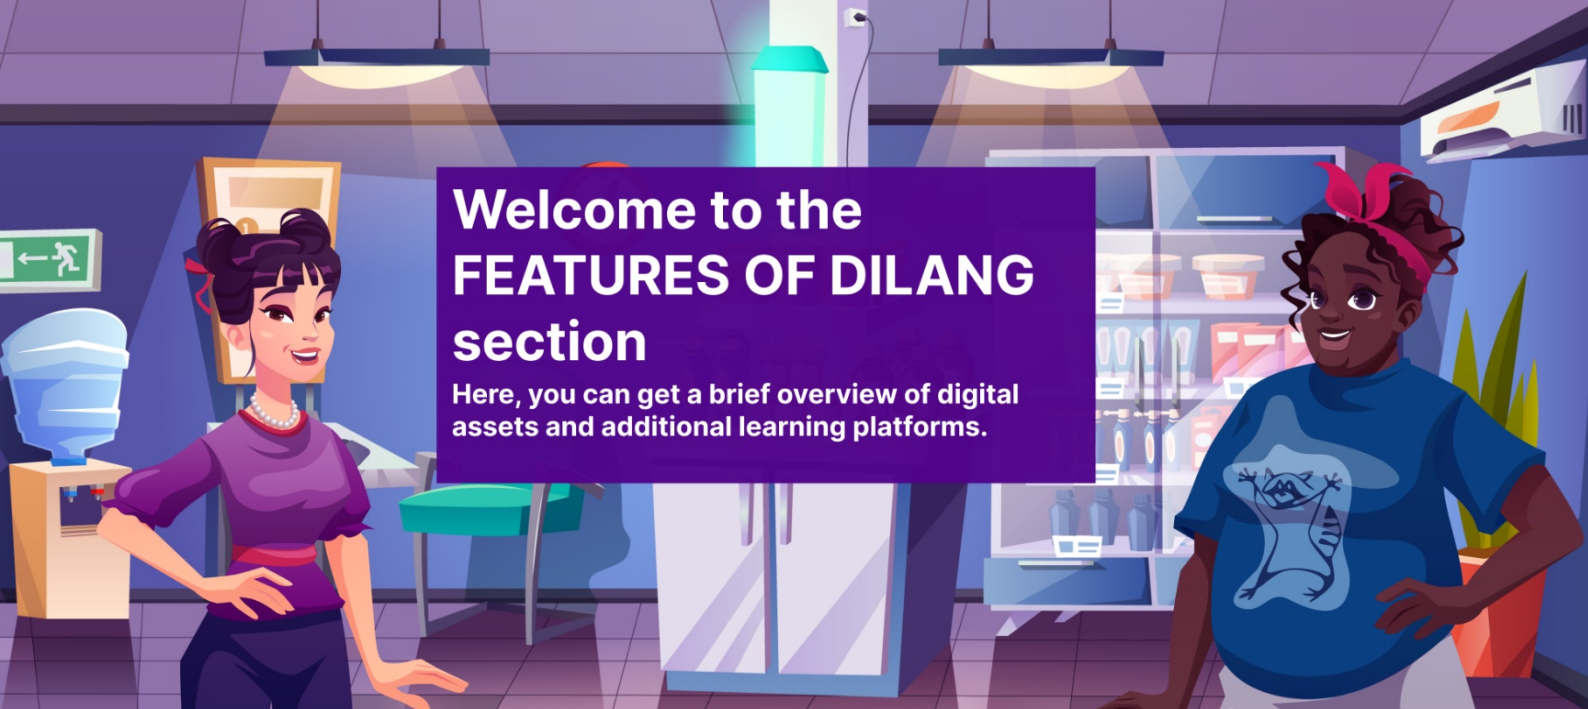 Welcome to the
FEATURES OF DILANG
section
Here, you can get a brief overview of digital
assets and additional learning platforms.